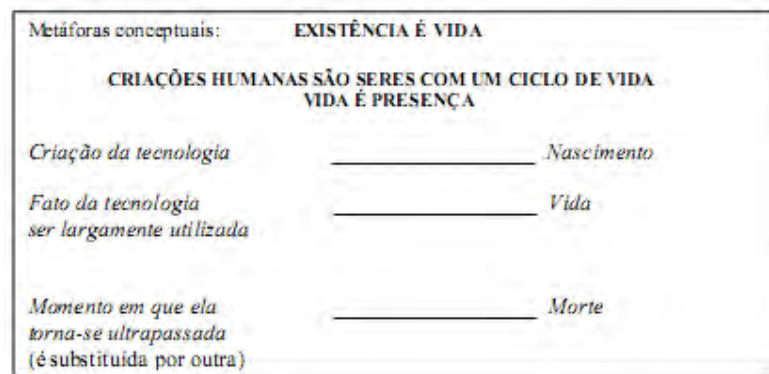 Metáforas conceptuais: EXISTÊNCIA É VIDA
CRIAÇÕES HUMANAS SÃO SERES COM UM CICLO DE VIDA
VIDA É PRESENÇA
Criação da tecnologia Nascimento
Fato da tecnologia Vida
ser largamente utilizada
Momento em que ela Morte
torna-se ultrapassada
(é substituída por outra)